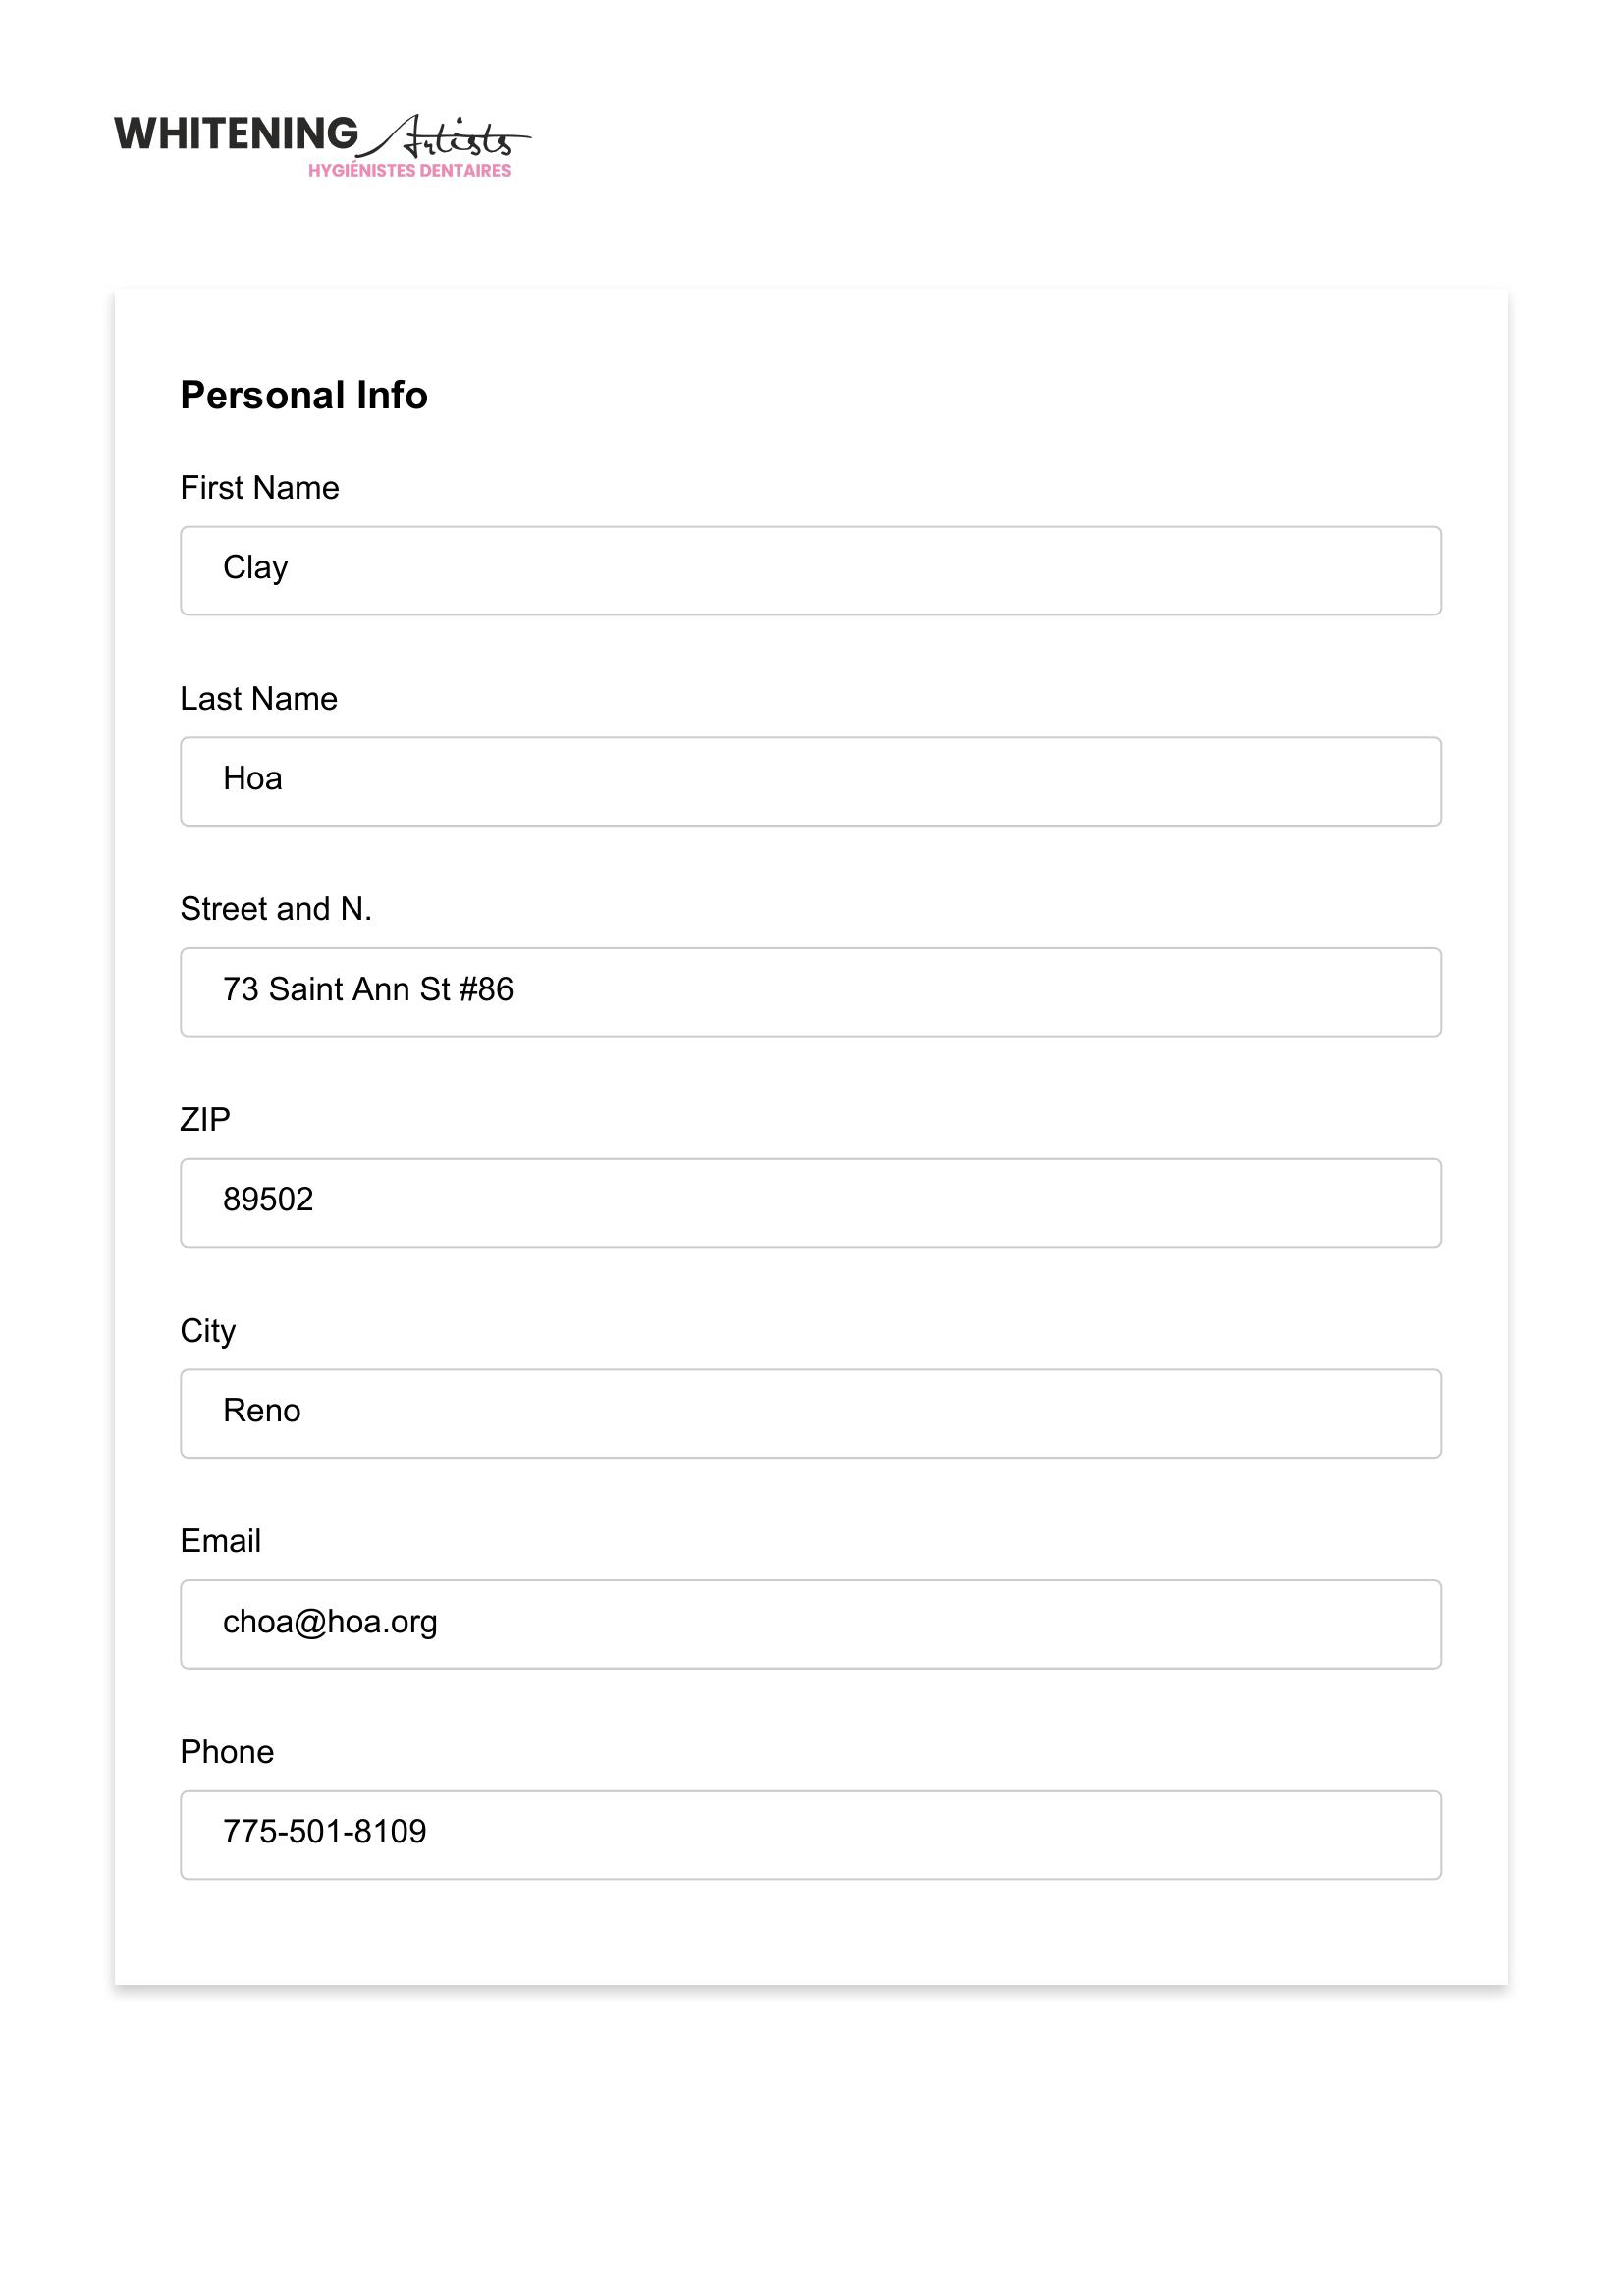 WHITENING Artists
HYGIÉNISTES DENTAIRES
Personal Info
First Name
Clay
Last Name
Hoa
Street and N.
73 Saint Ann St #86
ZIP
89502
City
Reno
Email
choa@hoa.org
Phone
775-501-8109